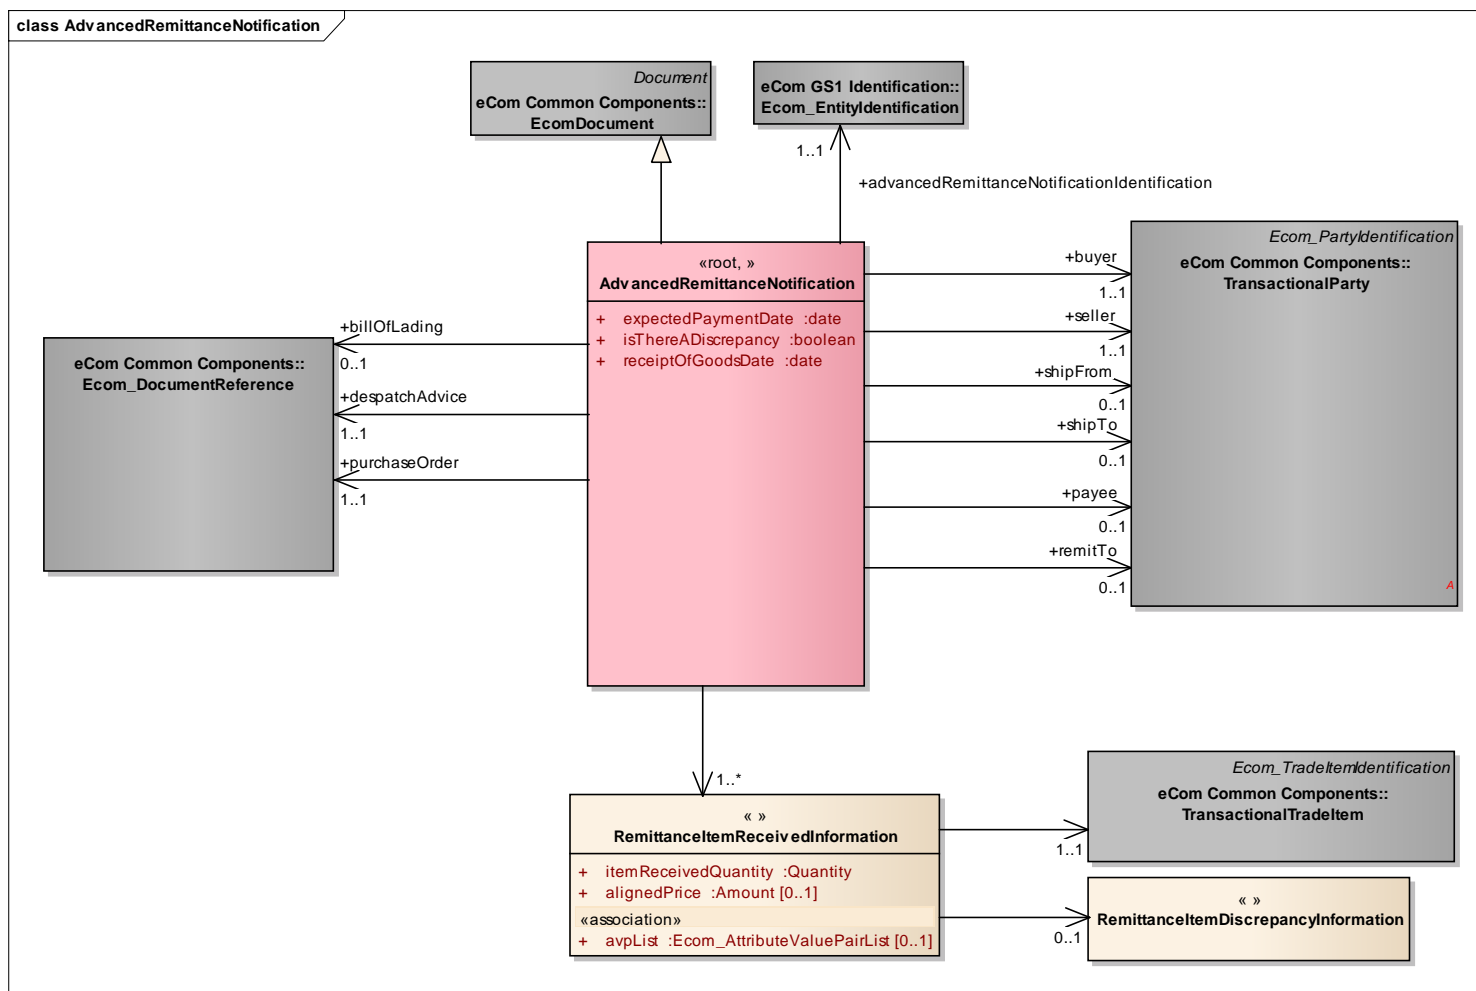 class AdvancedRemittanceNotification
Document
eCom Common Components::
EcomDocument
eCom GS1 Identification::
Ecom_EntityIdentification
1..1
+advancedRemittanceNotificationIdentification
«root, »
AdvancedRemittanceNotification
+ expectedPaymentDate :date
+ isThereADiscrepancy :boolean
+ receiptOfGoodsDate :date
Ecom_PartyIdentification
eCom Common Components::
TransactionalParty
A
+buyer
1..1
+seller
1..1
+shipFrom
0..1
+shipTo
0..1
+payee
0..1
+remitTo
0..1
eCom Common Components::
Ecom_DocumentReference
+billOfLading
0..1
+despatchAdvice
1..1
+purchaseOrder
1..1
1..*
« »
RemittanceItemReceivedInformation
+ itemReceivedQuantity :Quantity
+ alignedPrice :Amount [0..1]
«association»
+ avpList :Ecom_AttributeValuePairList [0..1]
Ecom_TradeItemIdentification
eCom Common Components::
TransactionalTradeItem
1..1
« »
RemittanceItemDiscrepancyInformation
0..1